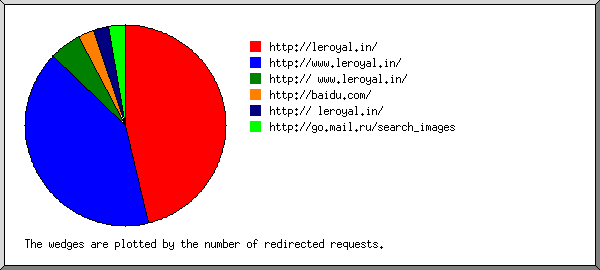 http://leroyal.in/
http://www.leroyal.in/
http:// www.leroyal.in/
http://baidu.com/
http:// leroyal.in/
http://go.mail.ru/search_images
The wedges are plotted by the number of redirected requests.